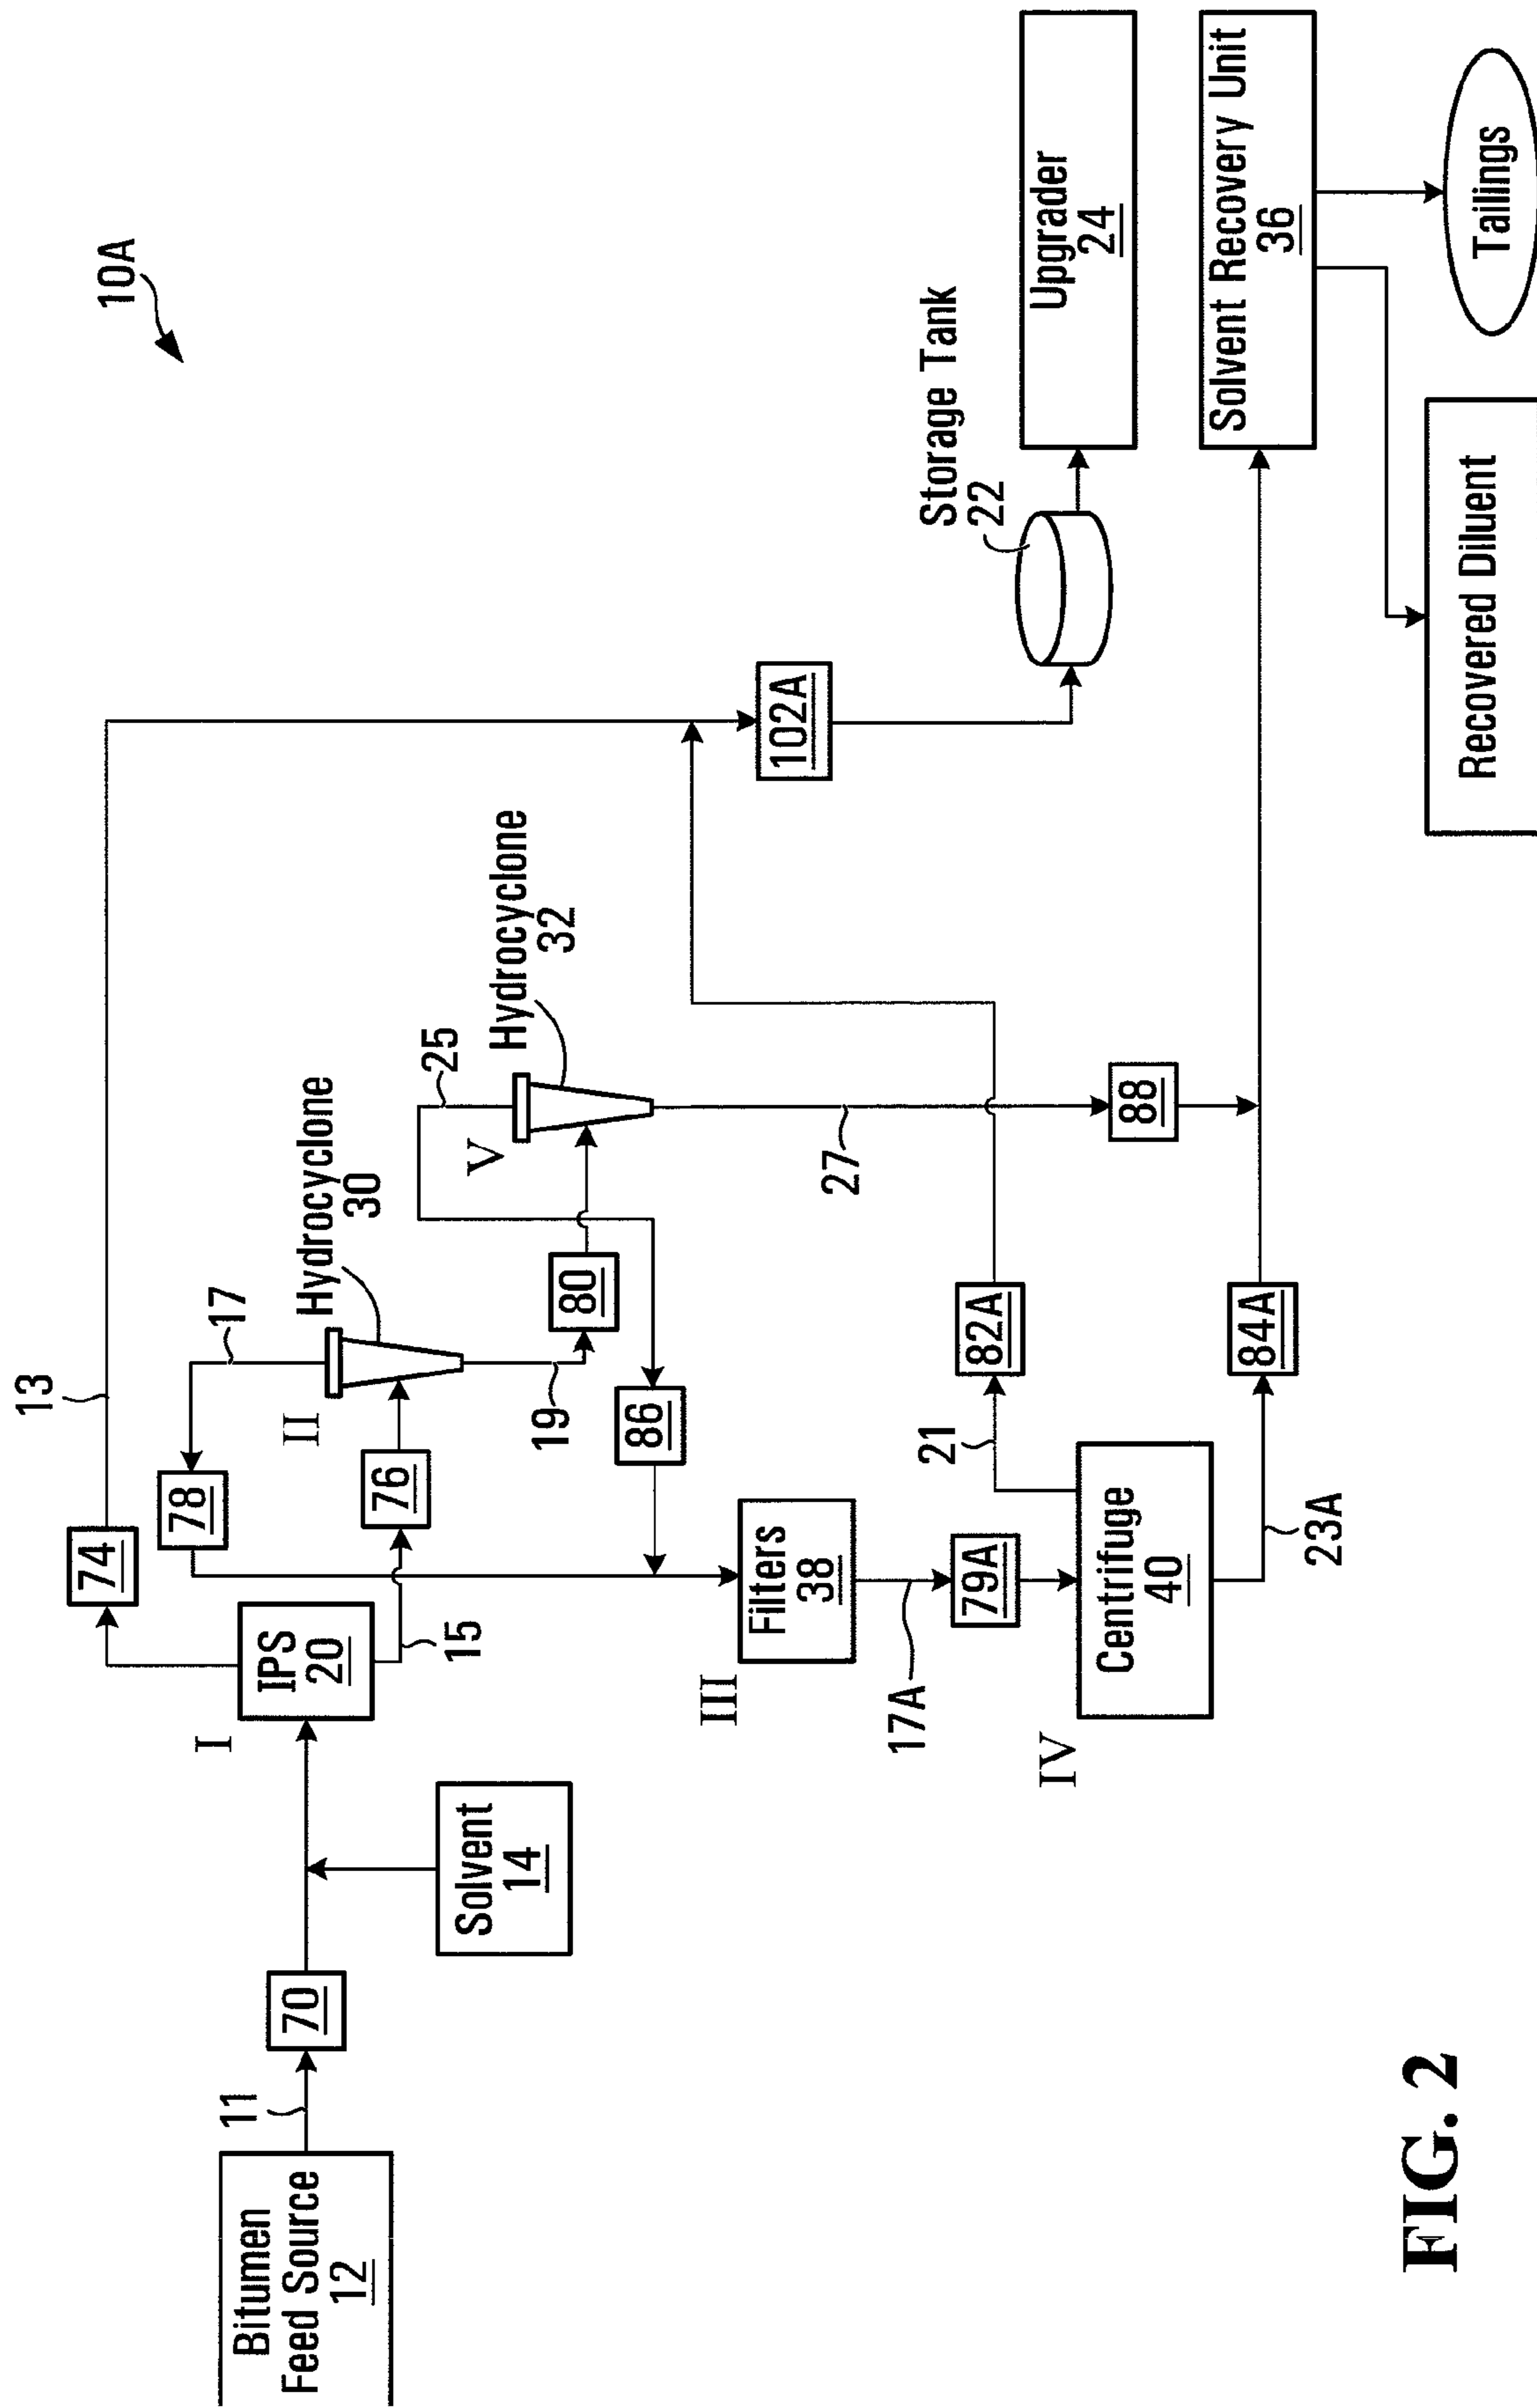 10A
13
74
78
17
Hydrocyclone
30
II
76
15
19
80
86
25
V
Hydrocyclone
32
27
88
Bitumen
Feed Source
12
11
70
Solvent
14
I
IPS
20
III
Filters
38
17A
79A
IV
Centrifuge
40
21
82A
23A
84A
102A
Storage Tank
22
Upgrader
24
Solvent Recovery Unit
36
Recovered Diluent
Tailings
FIG. 2